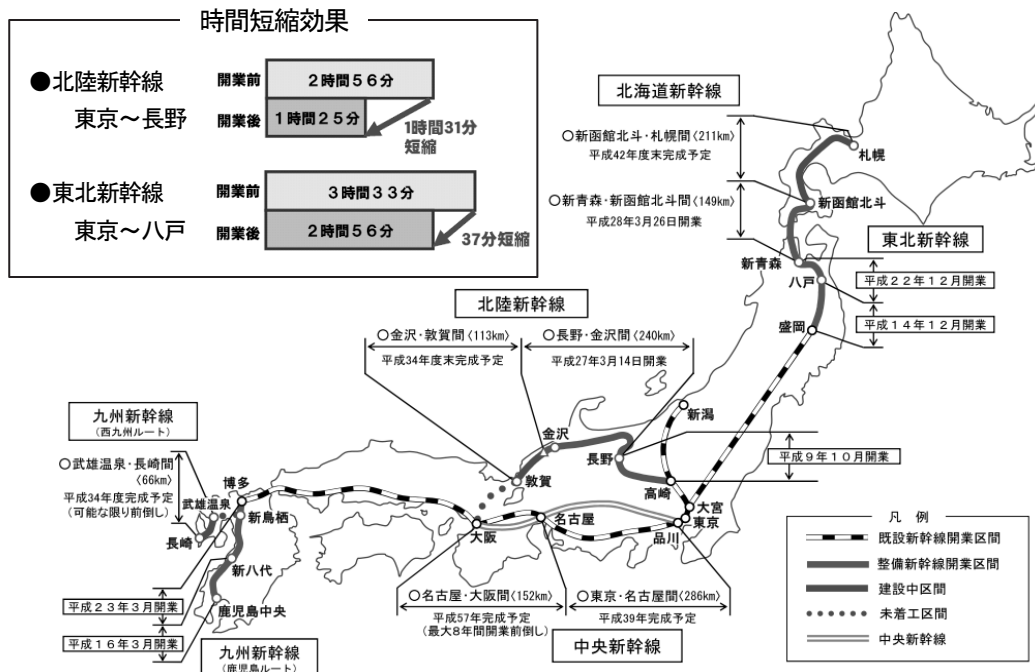 時間短縮効果
●北陸新幹線
東京～長野
開業前
2時間56分
開業後
1時間25分
1時間31分
短縮
●東北新幹線
東京～八戸
開業前
3時間33分
開業後
2時間56分
37分短縮
北海道新幹線
○新函館北斗・札幌間〈211km〉
平成42年度末完成予定
○新青森・新函館北斗間〈149km〉
平成28年3月26日開業
札幌
新函館北斗
東北新幹線
新青森
八戸
平成22年12月開業
盛岡
平成14年12月開業
北陸新幹線
○金沢・敦賀間〈113km〉
平成34年度末完成予定
○長野・金沢間〈240km〉
平成27年3月14日開業
新潟
金沢
長野
敦賀
高崎
平成9年10月開業
大宮
東京
品川
名古屋
大阪
九州新幹線
（西九州ルート）
○武雄温泉・長崎間
〈66km〉
平成34年度完成予定
（可能な限り前倒し）
博多
武雄温泉
新鳥栖
長崎
新八代
鹿児島中央
平成23年3月開業
平成16年3月開業
九州新幹線
（鹿児島ルート）
○名古屋・大阪間〈152km〉
平成57年完成予定
（最大8年間開業前倒し）
○東京・名古屋間〈286km〉
平成39年完成予定
中央新幹線
凡例
既設新幹線開業区間
整備新幹線開業区間
建設中区間
未着工区間
中央新幹線